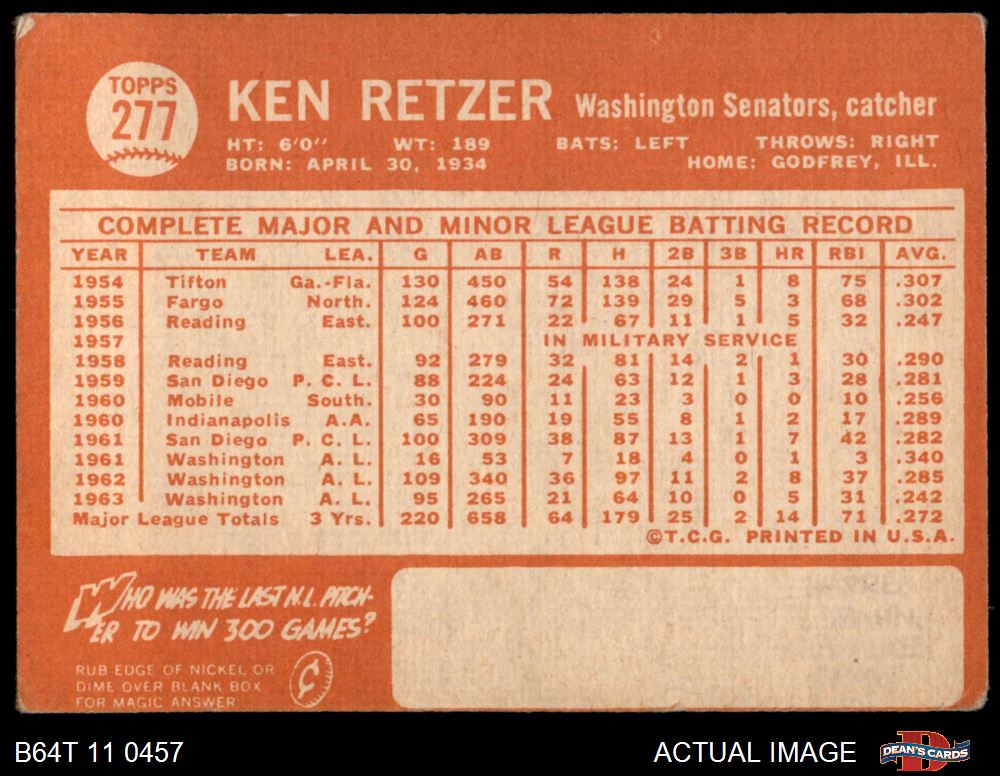 TOPPS
277
KEN RETZER Washington Senators, catcher
HT: 6'0" WT: 189 BATS: LEFT THROWS: RIGHT
BORN: APRIL 30, 1934 HOME: GODFREY, ILL.
COMPLETE MAJOR AND MINOR LEAGUE BATTING RECORD
YEAR TEAM LEA. G AB R H 2B 3B HR RBI AVG.
1954 Tifton Ga.-Fla. 130 450 54 138 24 1 8 75 .307
1955 Fargo North. 124 460 72 139 29 5 3 68 .302
1956 Reading East. 100 271 22 67 11 1 5 32 .247
1957 IN MILITARY SERVICE
1958 Reading East. 92 279 32 81 14 2 1 30 .290
1959 San Diego P. C. L. 88 224 24 63 12 1 3 28 .281
1960 Mobile South. 30 90 11 23 3 0 0 10 .256
1960 Indianapolis A.A. 65 190 19 55 8 1 2 17 .289
1961 San Diego P. C. L. 100 309 38 87 13 1 7 42 .282
1961 Washington A. L. 16 53 7 18 4 0 1 3 .340
1962 Washington A. L. 109 340 36 97 11 2 8 37 .285
1963 Washington A. L. 95 265 21 64 10 0 5 31 .242
Major League Totals 3 Yrs. 220 658 64 179 25 2 14 71 .272
©T.C.G. PRINTED IN U.S.A.
WHO WAS THE LAST N.L. PITCH-
ER TO WIN 300 GAMES?
RUB EDGE OF NICKEL OR
DIME OVER BLANK BOX
FOR MAGIC ANSWER
¢
B64T 11 0457 ACTUAL IMAGE DEAN'S CARDS